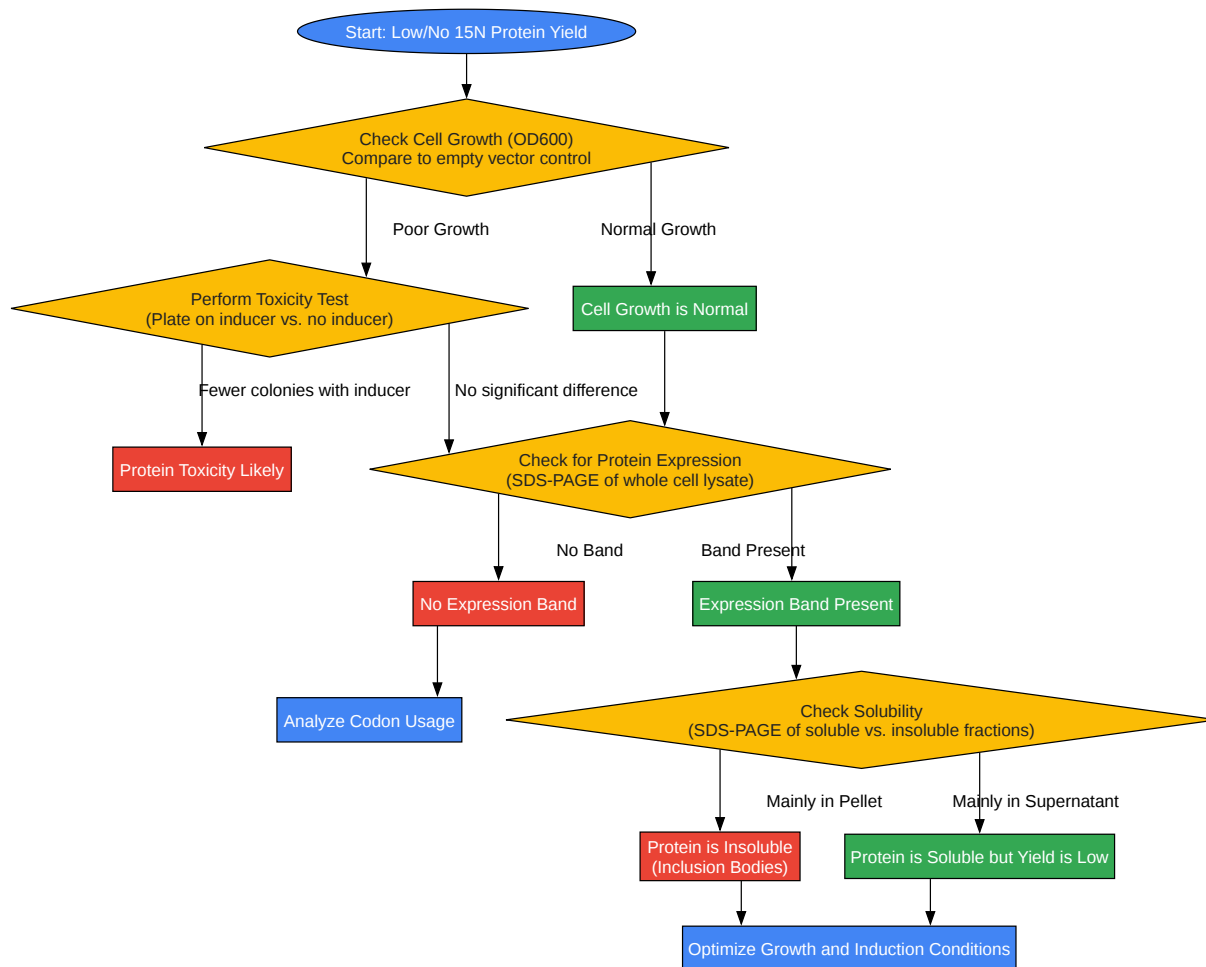 Start: Low/No 15N Protein Yield
Check Cell Growth (OD600)
Compare to empty vector control
Poor Growth
Normal Growth
Perform Toxicity Test
(Plate on inducer vs. no inducer)
Cell Growth is Normal
Fewer colonies with inducer
No significant difference
Protein Toxicity Likely
Check for Protein Expression
(SDS-PAGE of whole cell lysate)
No Band
Band Present
No Expression Band
Expression Band Present
Analyze Codon Usage
Check Solubility
(SDS-PAGE of soluble vs. insoluble fractions)
Mainly in Pellet
Mainly in Supernatant
Protein is Insoluble
(Inclusion Bodies)
Protein is Soluble but Yield is Low
Optimize Growth and Induction Conditions